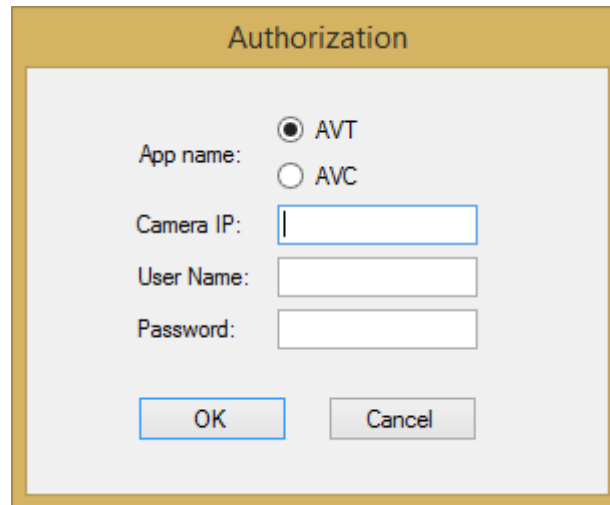 Authorization
AVT
App name:
AVC
Camera IP:
User Name:
Password:
OK Cancel